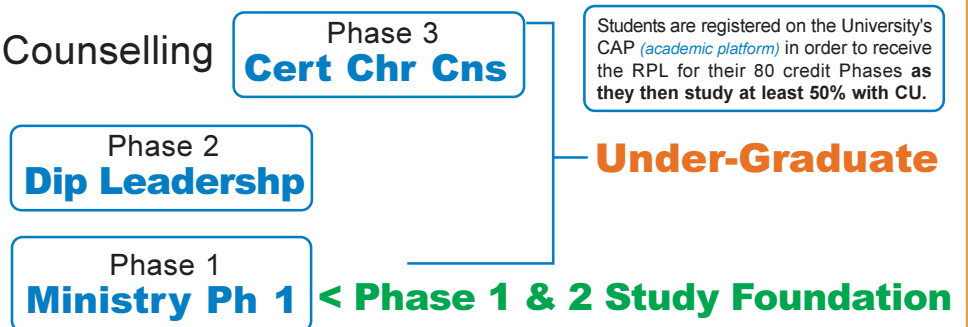 Counselling
Phase 3
Cert Chr Cns
Students are registered on the University's
CAP (academic platform) in order to receive
the RPL for their 80 credit Phases as
they then study at least 50% with CU.
Phase 2
Dip Leadershp
Under-Graduate
Phase 1
Ministry Ph 1
< Phase 1 & 2 Study Foundation